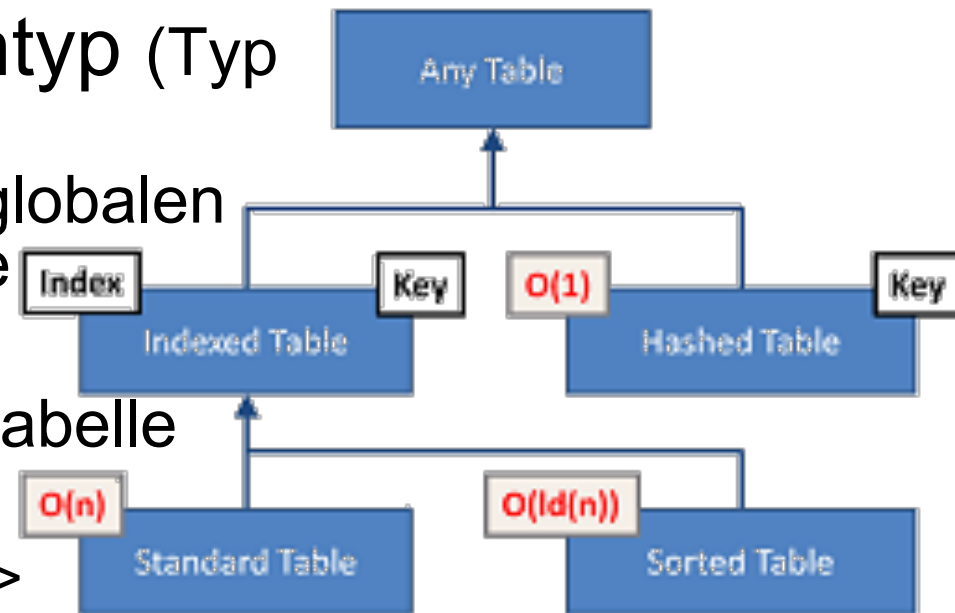 ntyp (Typ
Any Table
globalen
e
Index
Key
O(1)
Key
Indexed Table
Hashed Table
abelle
O(n)
O(ld(n))
Standard Table
Sorted Table
>